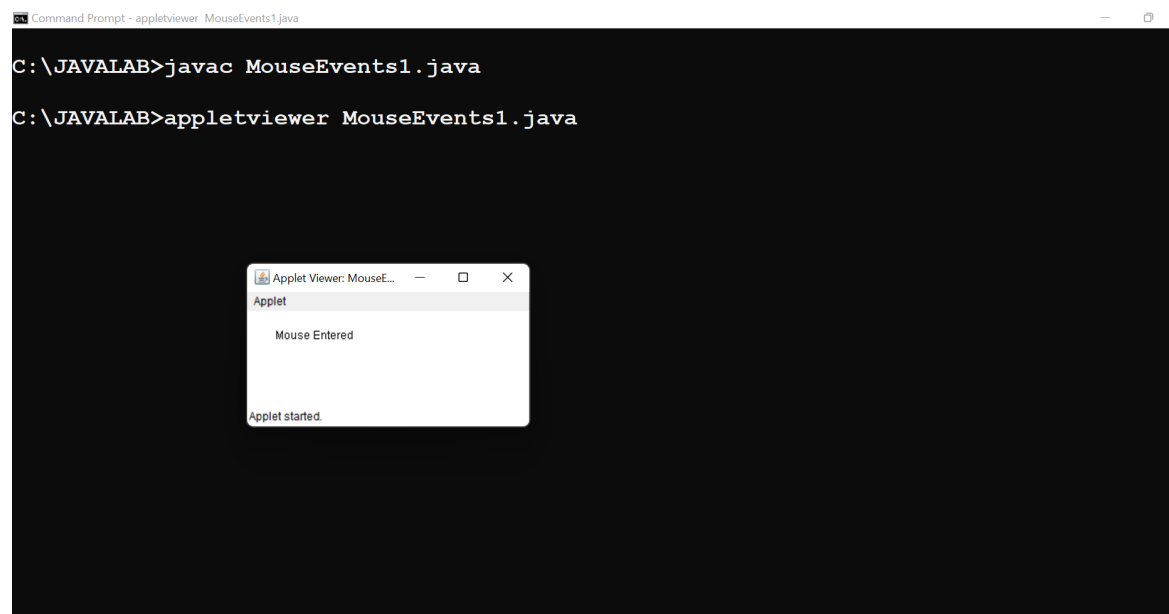 Command Prompt - appletviewer  MouseEvents1.java
C:\JAVALAB>javac MouseEvents1.java
C:\JAVALAB>appletviewer MouseEvents1.java
Applet Viewer: MouseE...
Applet
Mouse Entered
Applet started.